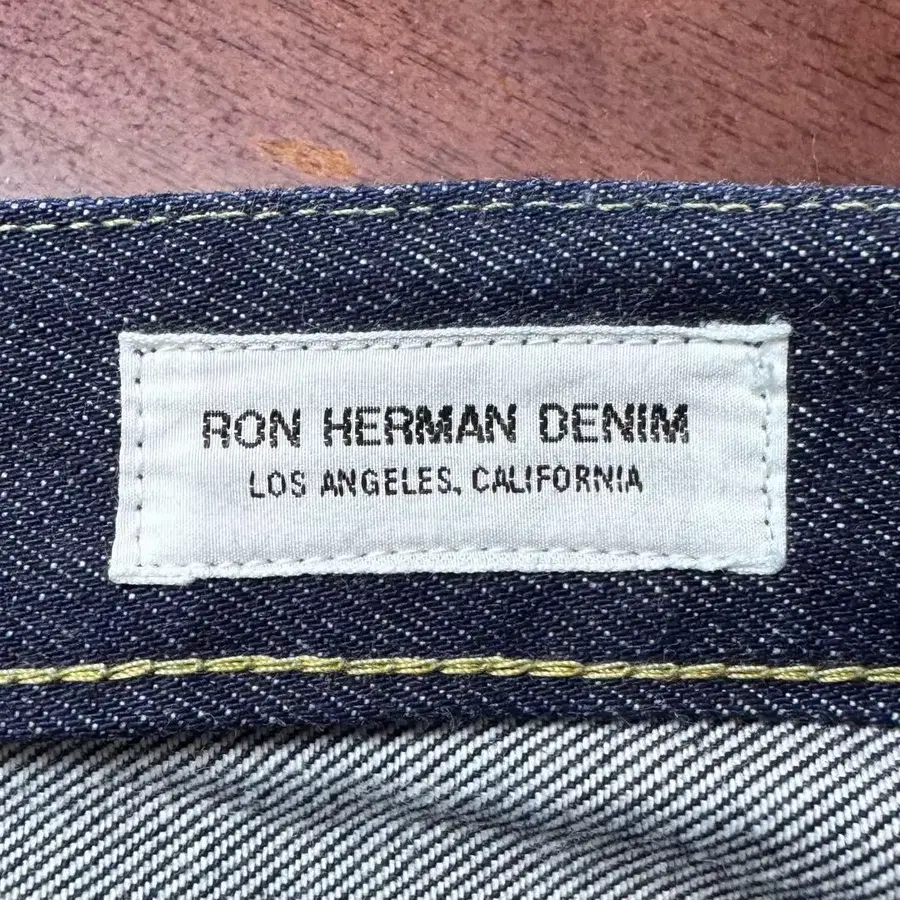 RON HERMAN DENIM
LOS ANGELES, CALIFORNIA